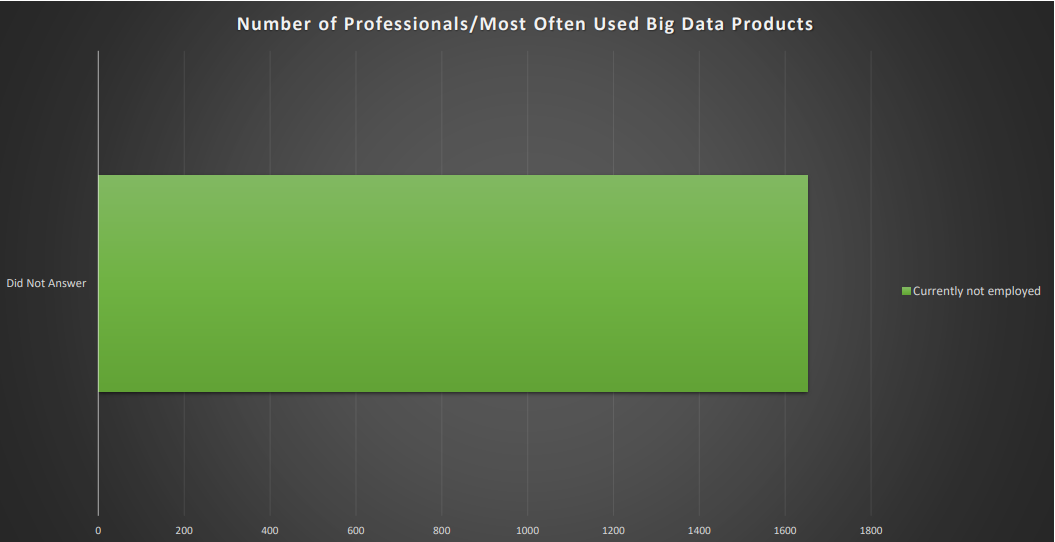 Number of Professionals/Most Often Used Big Data Products
Did Not Answer
Currently not employed
0 200 400 600 800 1000 1200 1400 1600 1800